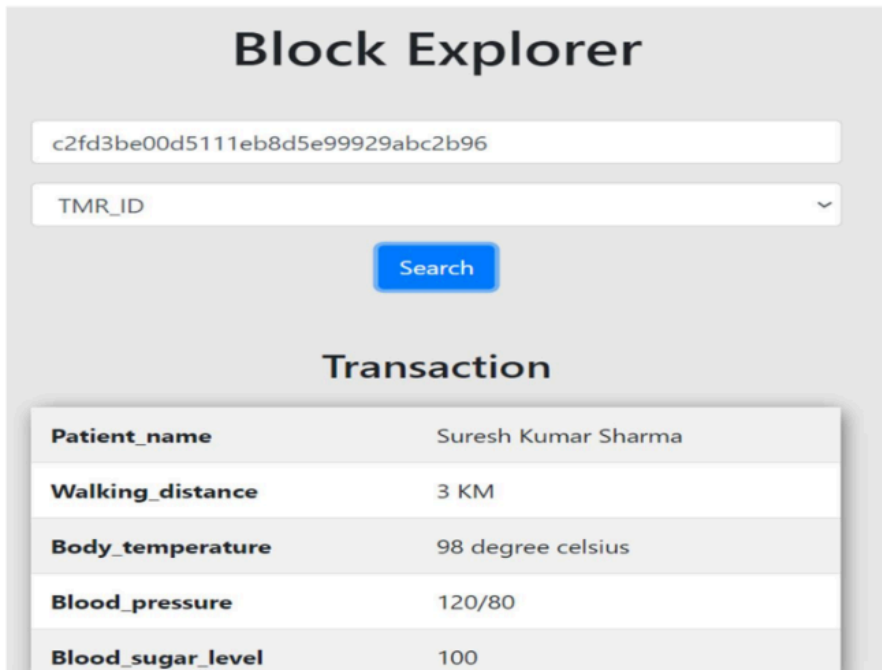 Block Explorer
c2fd3be00d5111eb8d5e99929abc2b96
TMR_ID
Search
Transaction
Patient_name Suresh Kumar Sharma
Walking_distance 3 KM
Body_temperature 98 degree celsius
Blood_pressure 120/80
Blood_sugar_level 100